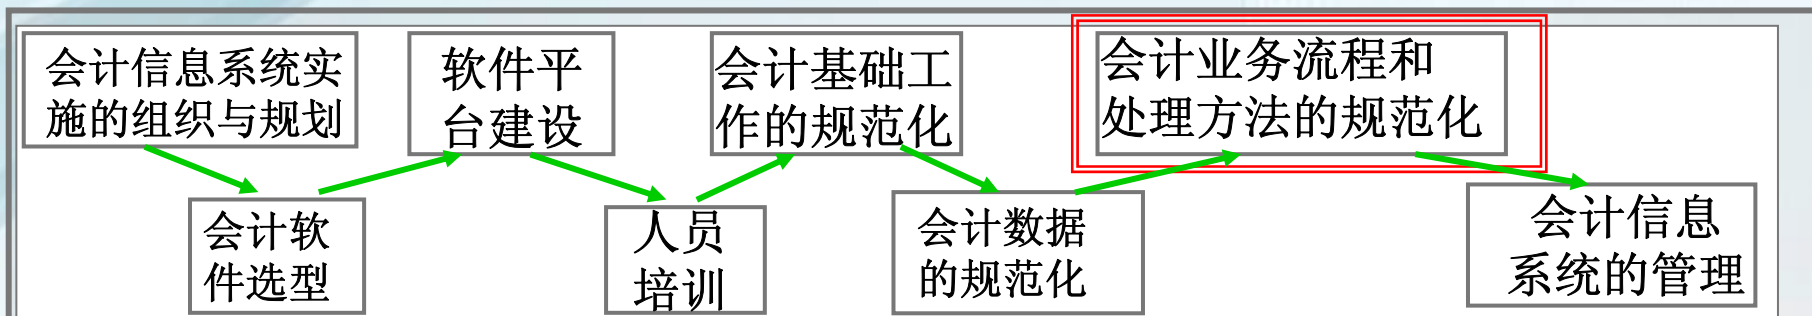 会计信息系统实
施的组织与规划
会计软
件选型
软件平
台建设
人员
培训
会计基础工
作的规范化
会计数据
的规范化
会计业务流程和
处理方法的规范化
会计信息
系统的管理